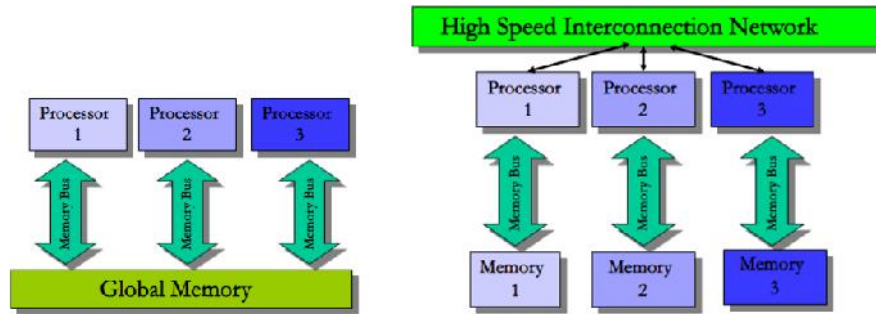 Processor
1
Processor
2
Processor
3
Memory Bus
Memory Bus
Memory Bus
Global Memory
High Speed Interconnection Network
Processor
1
Processor
2
Processor
3
Memory Bus
Memory Bus
Memory Bus
Memory
1
Memory
2
Memory
3